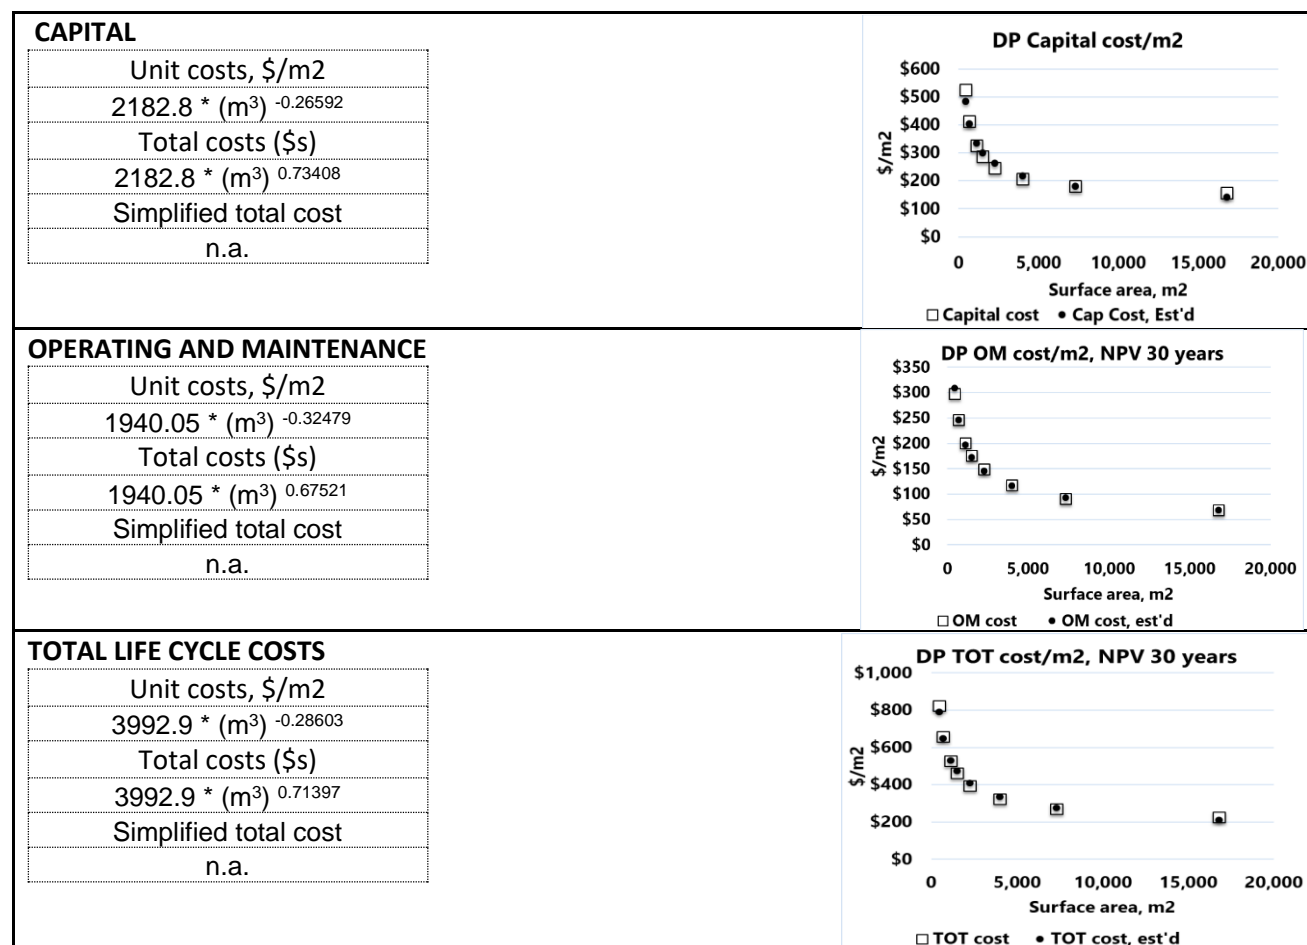 CAPITAL
Unit costs, $/m2
2182.8 * (m³) -0.26592
Total costs ($s)
2182.8 * (m³) 0.73408
Simplified total cost
n.a.
DP Capital cost/m2
$600
$500
$400
$300
$200
$100
$0
$/m2
0 5,000 10,000 15,000 20,000
Surface area, m2
Capital cost Cap Cost, Est'd
OPERATING AND MAINTENANCE
Unit costs, $/m2
1940.05 * (m³) -0.32479
Total costs ($s)
1940.05 * (m³) 0.67521
Simplified total cost
n.a.
DP OM cost/m2, NPV 30 years
$350
$300
$250
$200
$150
$100
$50
$0
$/m2
0 5,000 10,000 15,000 20,000
Surface area, m2
OM cost OM cost, est'd
TOTAL LIFE CYCLE COSTS
Unit costs, $/m2
3992.9 * (m³) -0.28603
Total costs ($s)
3992.9 * (m³) 0.71397
Simplified total cost
n.a.
DP TOT cost/m2, NPV 30 years
$1,000
$800
$600
$400
$200
$0
$/m2
0 5,000 10,000 15,000 20,000
Surface area, m2
TOT cost TOT cost, est'd